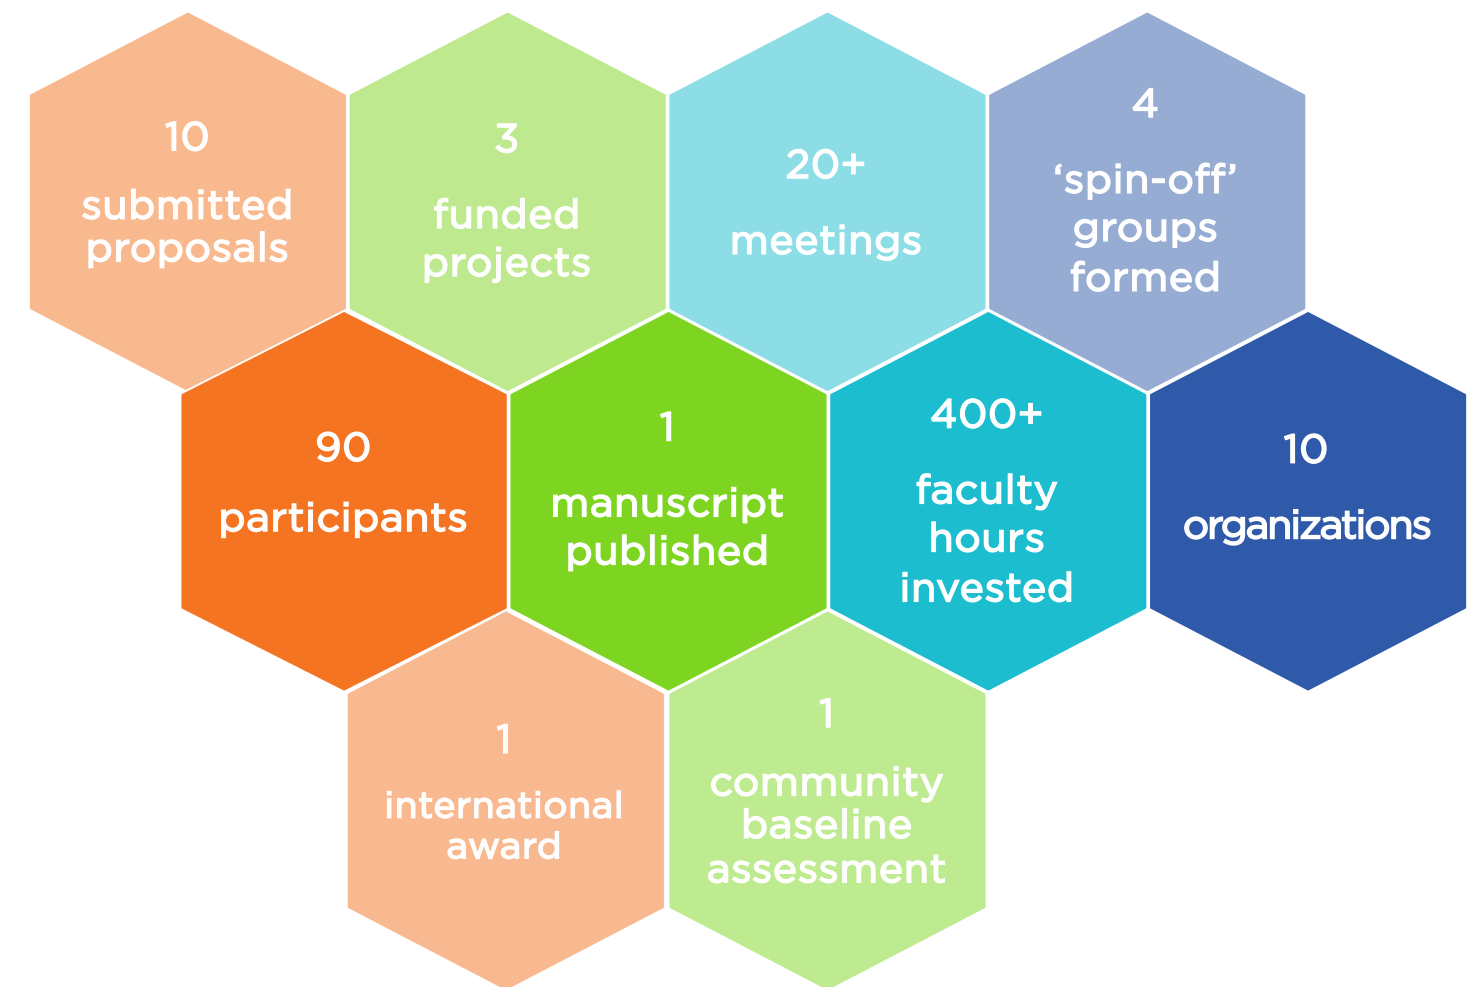 10
submitted
proposals
3
funded
projects
20+
meetings
4
‘spin-off’
groups
formed
90
participants
1
manuscript
published
400+
faculty
hours
invested
10
organizations
1
international
award
1
community
baseline
assessment